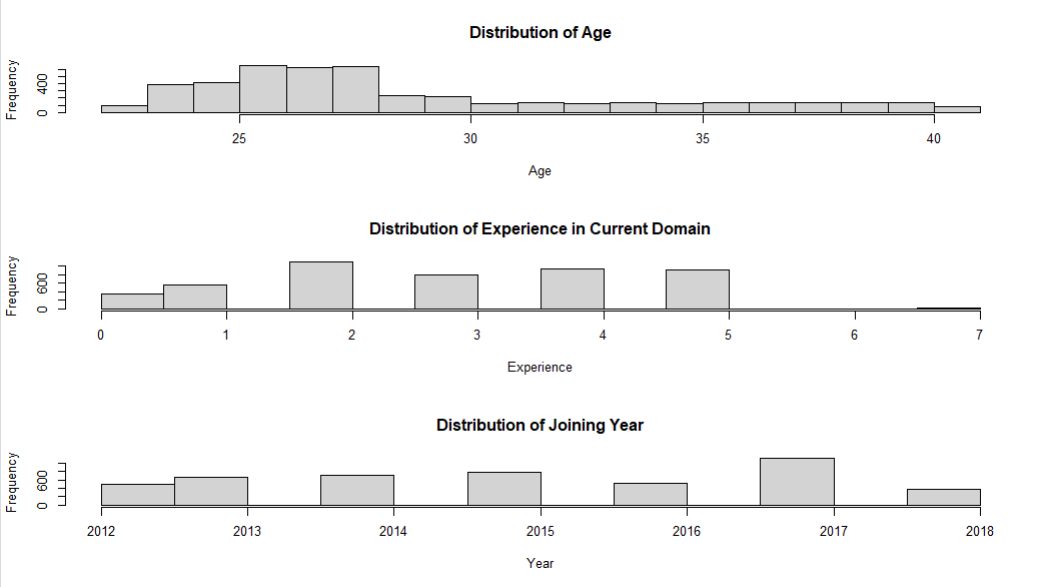 Distribution of Age
Frequency
0 400
25 30 35 40
Age
Distribution of Experience in Current Domain
Frequency
0 600
0 1 2 3 4 5 6 7
Experience
Distribution of Joining Year
Frequency
0 600
2012 2013 2014 2015 2016 2017 2018
Year